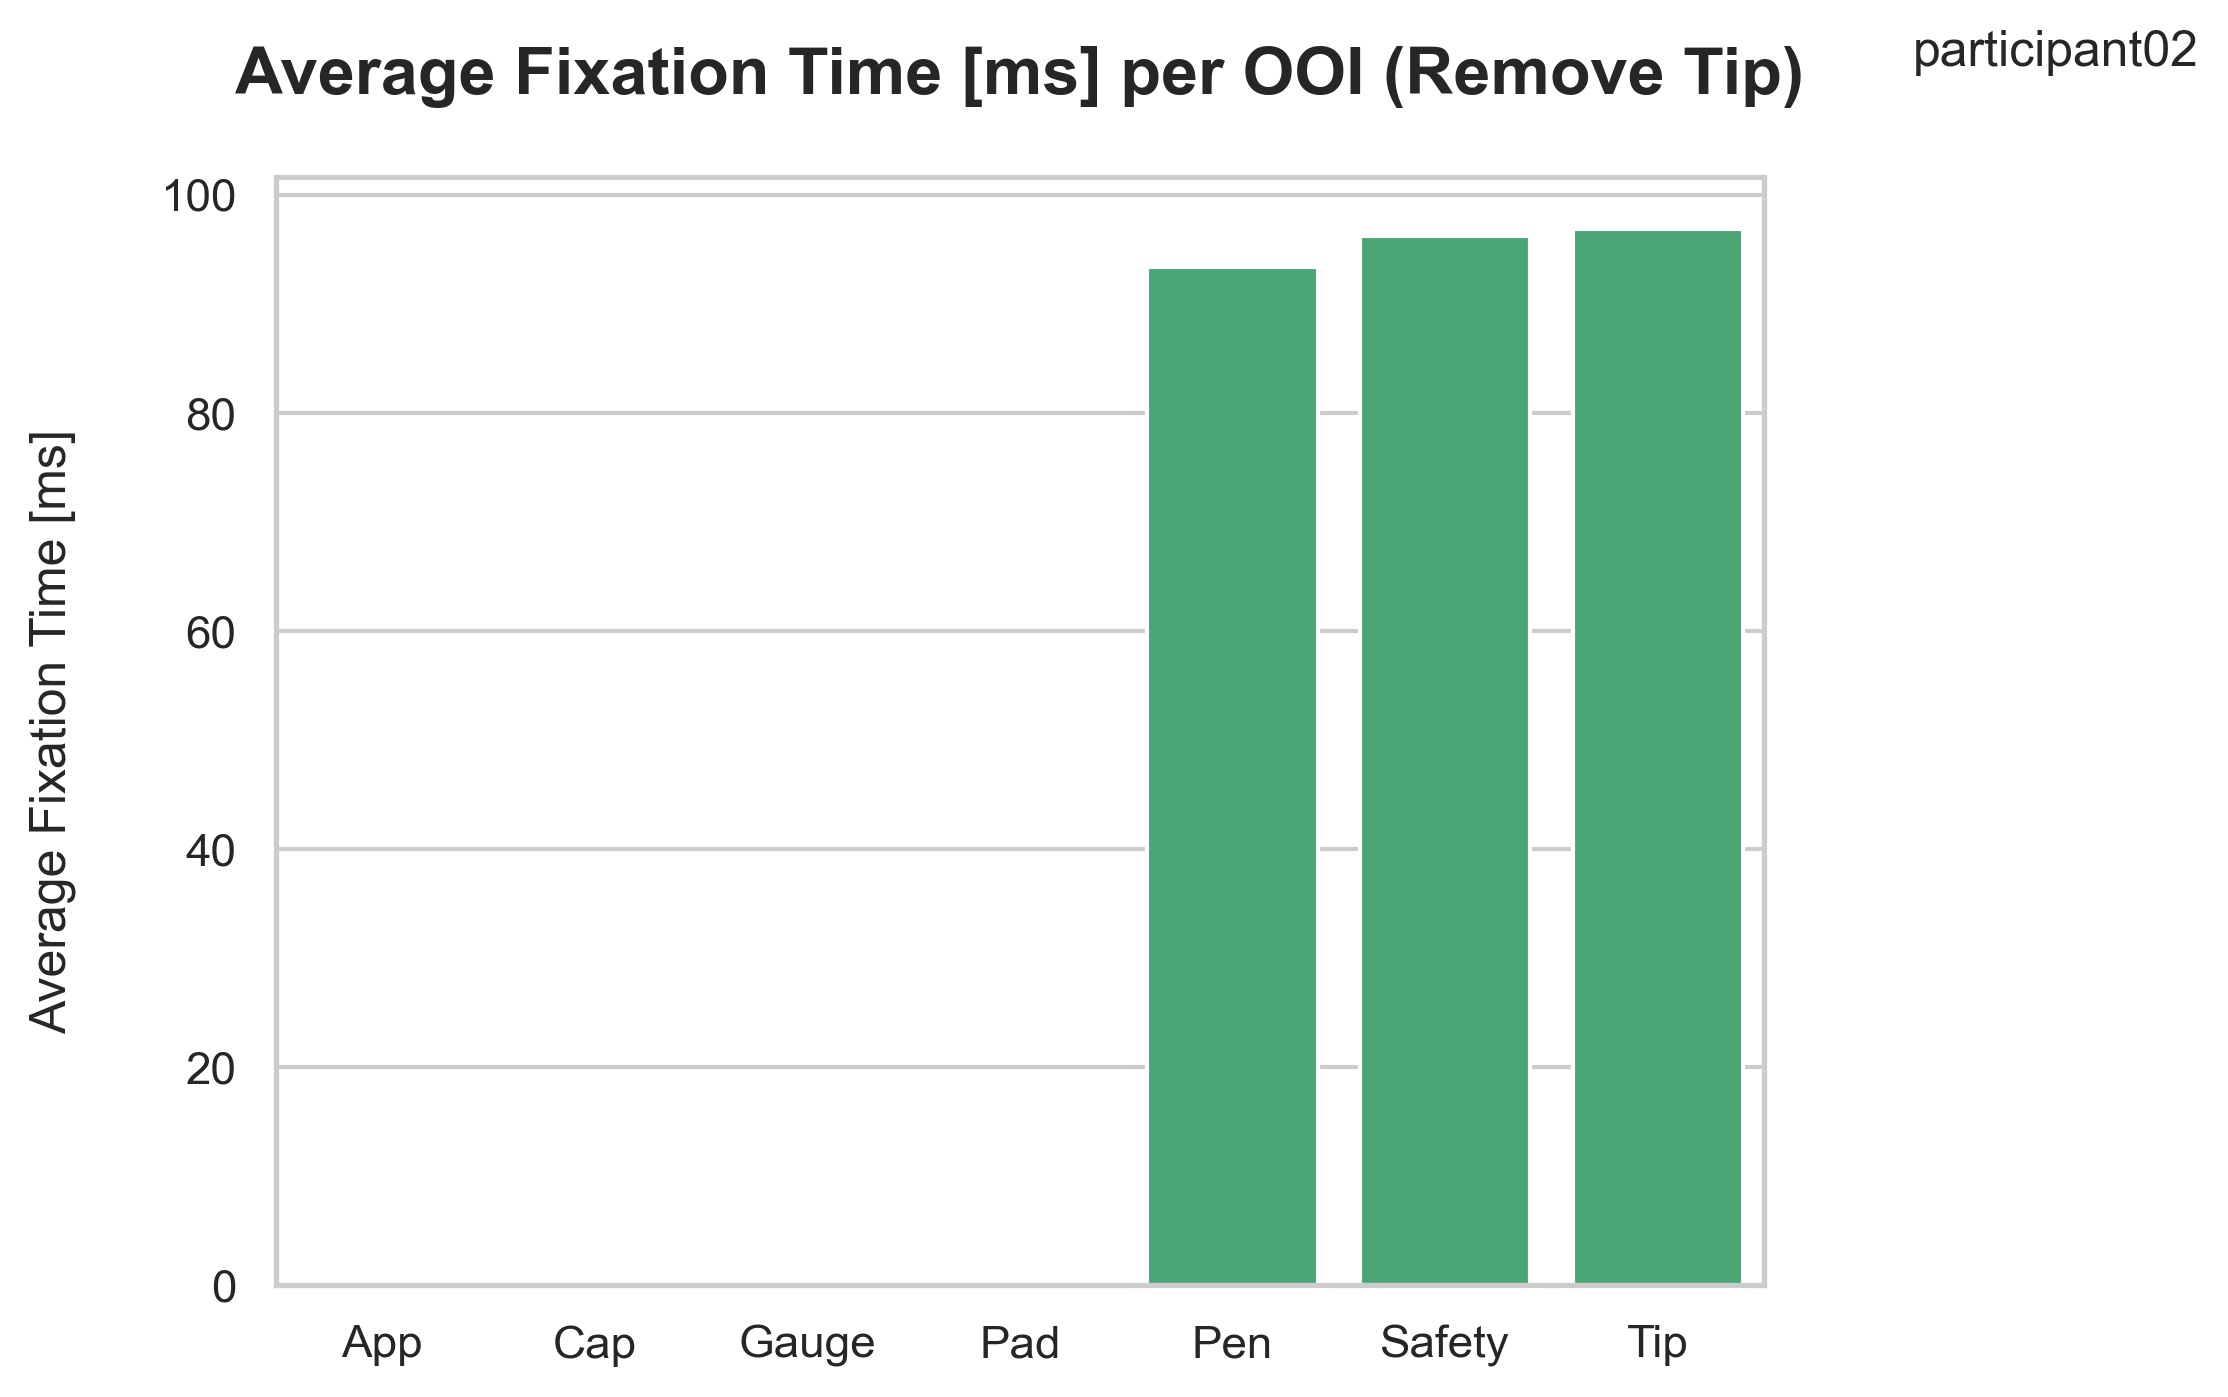 Average Fixation Time [ms] per OOI (Remove Tip)
participant02
Average Fixation Time [ms]
100
80
60
40
20
0
App Cap Gauge Pad Pen Safety Tip